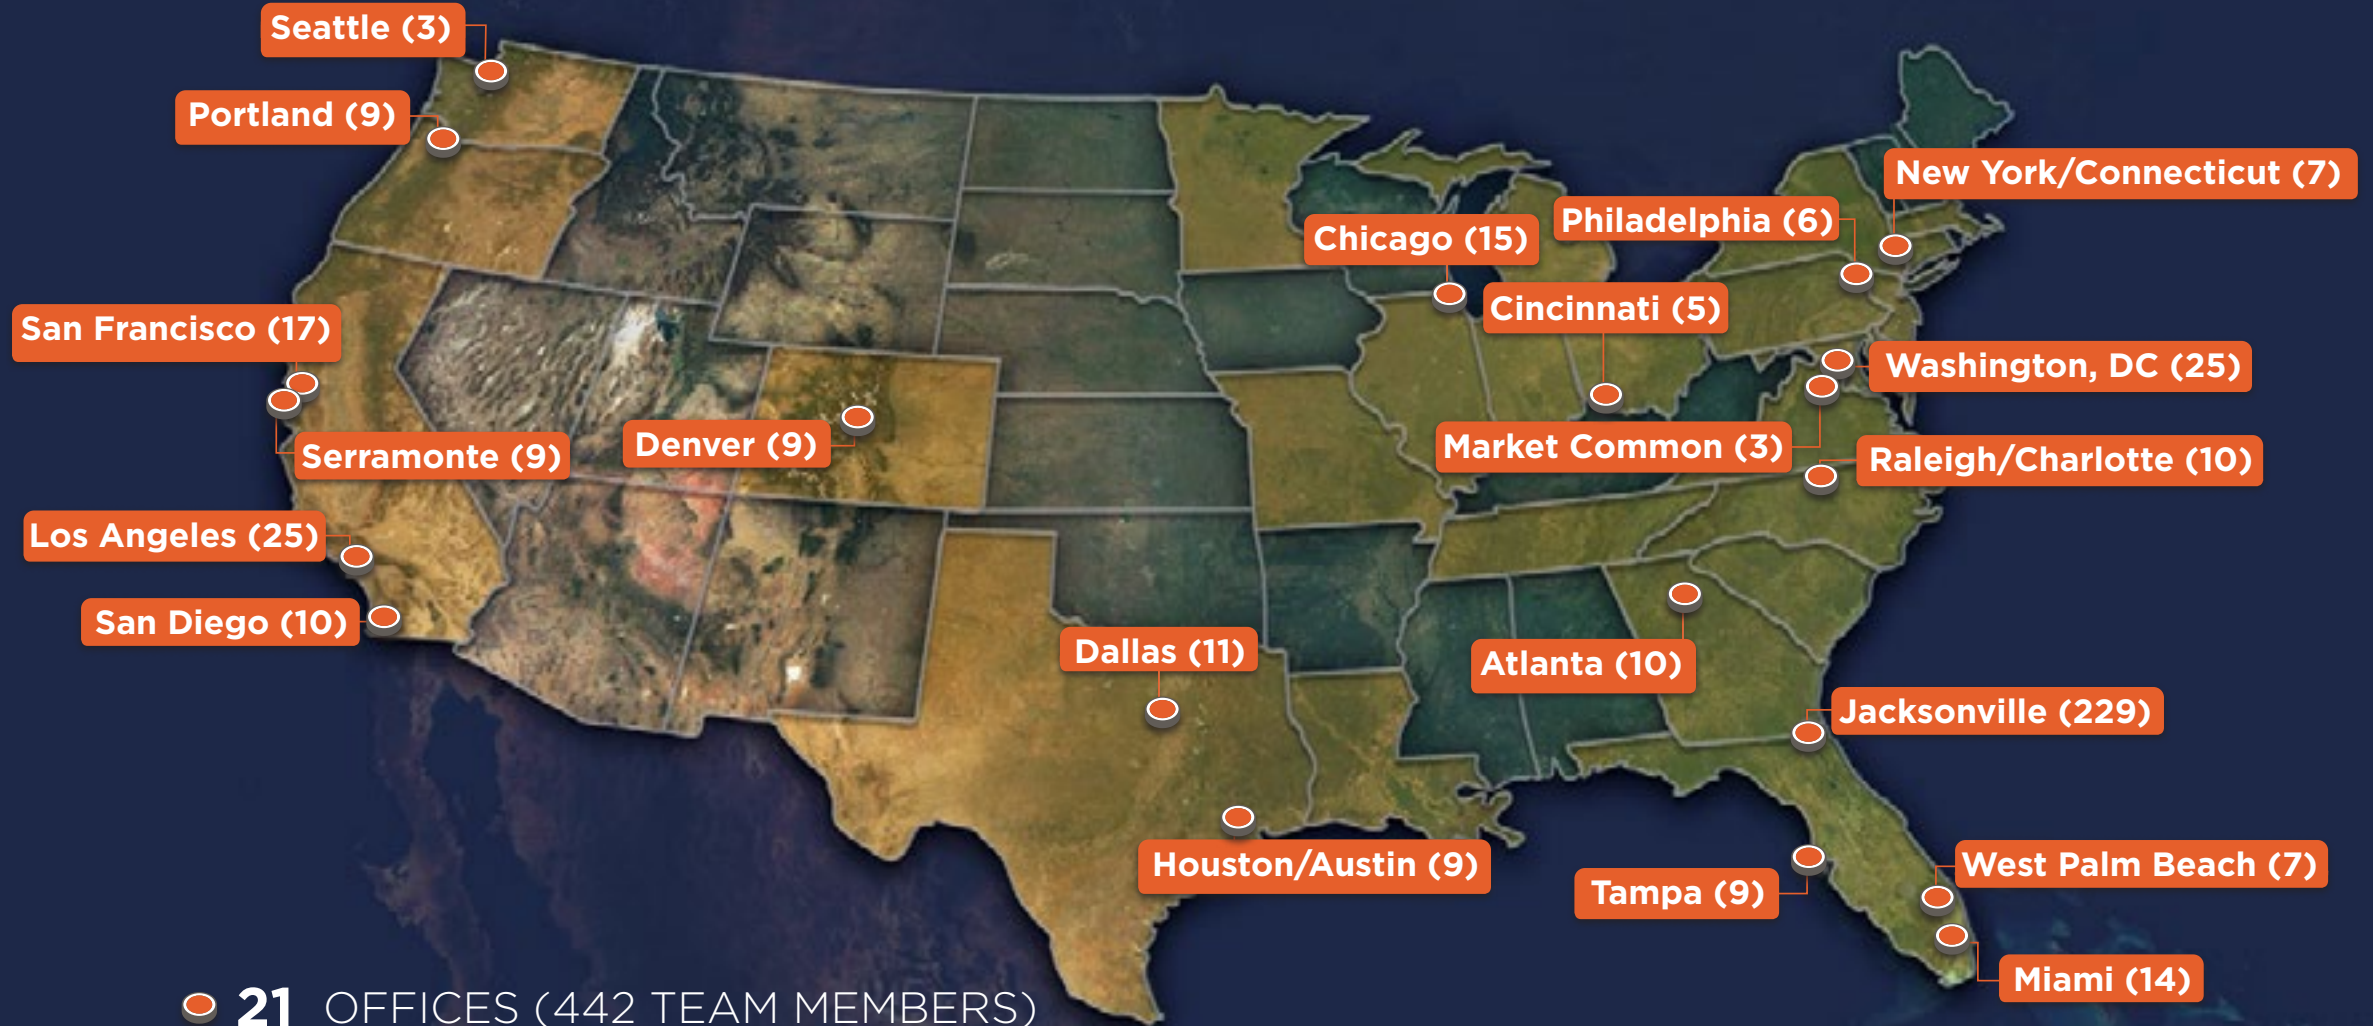 Seattle (3)
Portland (9)
New York/Connecticut (7)
Philadelphia (6)
Chicago (15)
Cincinnati (5)
San Francisco (17)
Washington, DC (25)
Serramonte (9)
Denver (9)
Market Common (3)
Raleigh/Charlotte (10)
Los Angeles (25)
San Diego (10)
Dallas (11)
Atlanta (10)
Jacksonville (229)
Houston/Austin (9)
Tampa (9)
West Palm Beach (7)
Miami (14)
21 OFFICES (442 TEAM MEMBERS)